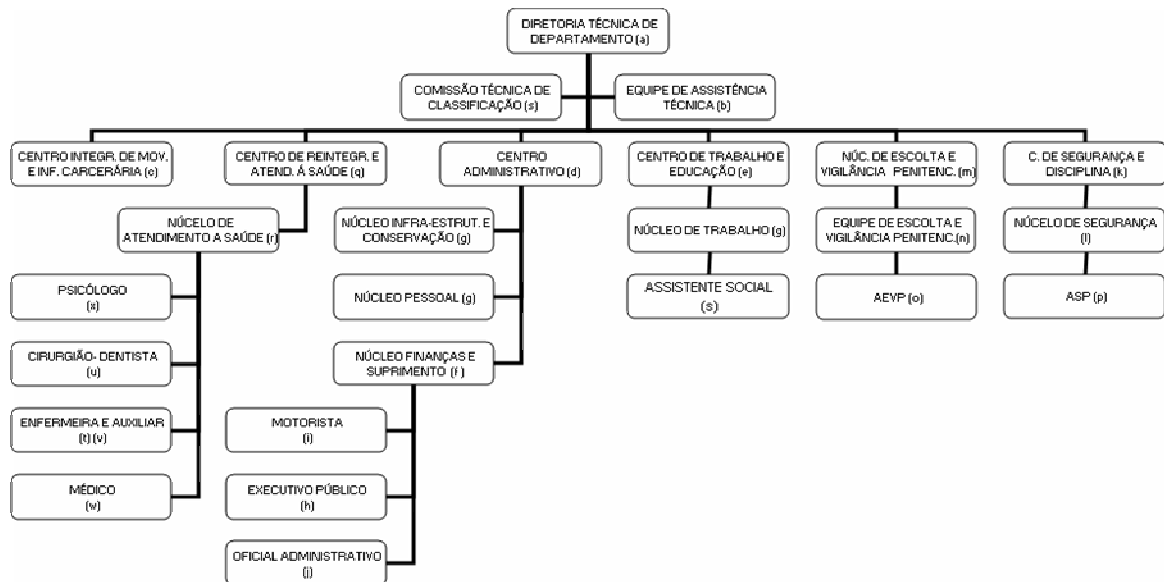 DIRETORIA TÉCNICA DE
DEPARTAMENTO (a)
COMISSÃO TÉCNICA DE
CLASSIFICAÇÃO (s)
EQUIPE DE ASSISTÊNCIA
TÉCNICA (b)
CENTRO INTEGR. DE MOV.
E INF. CARCERÁRIA (c)
CENTRO DE REINTEGR. E
ATEND. Á SAÚDE (q)
CENTRO
ADMINISTRATIVO (d)
CENTRO DE TRABALHO E
EDUCAÇÃO (e)
NÚC. DE ESCOLTA E
VIGILÂNCIA PENITENC. (m)
C. DE SEGURANÇA E
DISCIPLINA (k)
NÚCELO DE
ATENDIMENTO A SAÚDE (r)
NÚCLEO INFRA-ESTRUT. E
CONSERVAÇÃO (g)
NÚCLEO DE TRABALHO (g)
EQUIPE DE ESCOLTA E
VIGILÂNCIA PENITENC.(n)
NÚCELO DE SEGURANÇA
(l)
PSICÓLOGO
(s)
NÚCLEO PESSOAL (g)
ASSISTENTE SOCIAL
(S)
AEVP (o)
ASP (p)
CIRURGIÃO- DENTISTA
(u)
NÚCLEO FINANÇAS E
SUPRIMENTO (f)
ENFERMEIRA E AUXILIAR
(t) (v)
MOTORISTA
(i)
MÉDICO
(w)
EXECUTIVO PÚBLICO
(h)
OFICIAL ADMINISTRATIVO
(j)